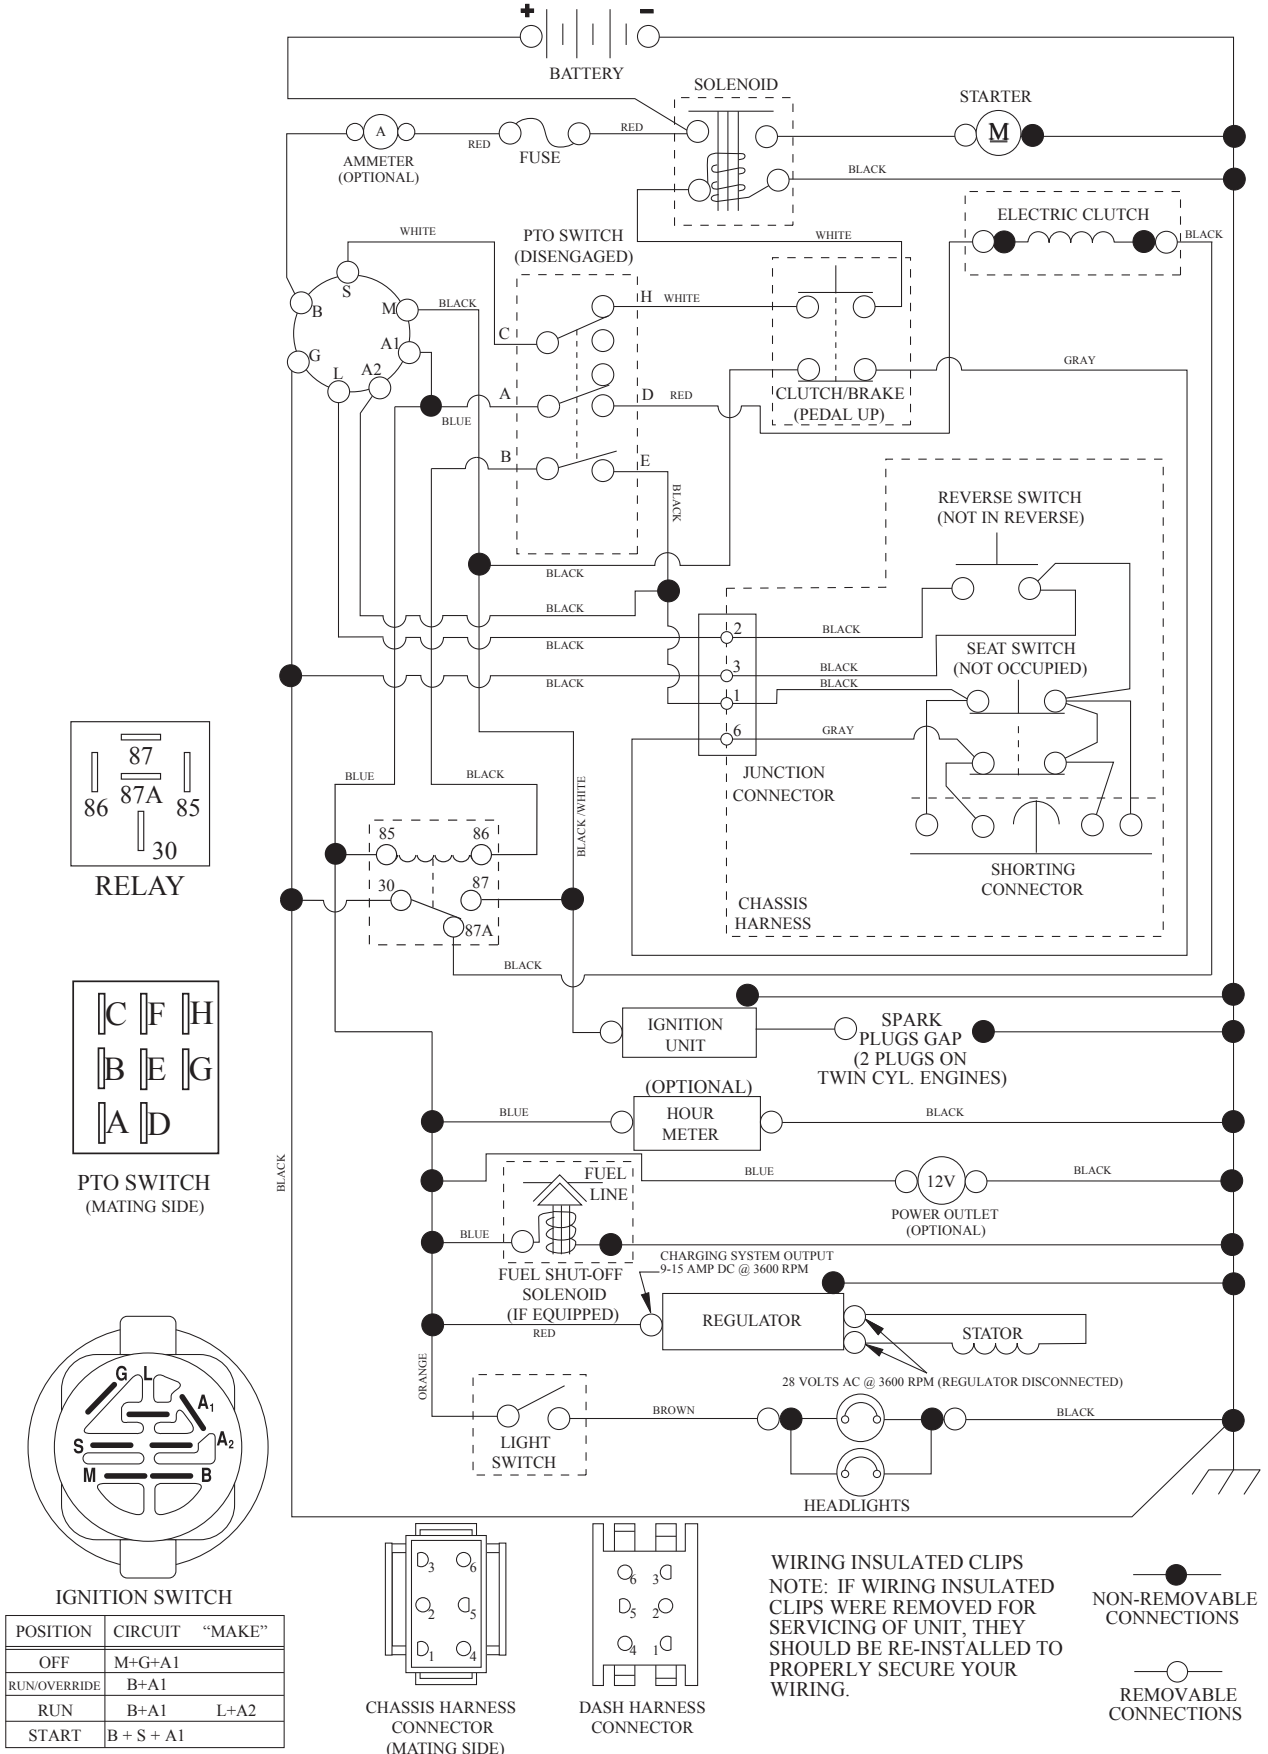 + −
BATTERY
SOLENOID
STARTER
M
A
AMMETER
(OPTIONAL)
RED
FUSE
RED
BLACK
WHITE
PTO SWITCH
(DISENGAGED)
WHITE
ELECTRIC CLUTCH
BLACK
S
B
M
BLACK
G
A1
L
A2
BLUE
C
H
WHITE
A
D
RED
B
E
BLACK
CLUTCH/BRAKE
(PEDAL UP)
GRAY
REVERSE SWITCH
(NOT IN REVERSE)
BLACK
BLACK
BLACK
BLACK
2
3
1
6
BLACK
BLACK
BLACK
GRAY
SEAT SWITCH
(NOT OCCUPIED)
JUNCTION
CONNECTOR
SHORTING
CONNECTOR
CHASSIS
HARNESS
87
86
87A
85
30
RELAY
BLUE
BLACK
BLACK /WHITE
85
86
30
87
87A
BLACK
C F H
B E G
A D
PTO SWITCH
(MATING SIDE)
BLACK
IGNITION
UNIT
SPARK
PLUGS GAP
(2 PLUGS ON
TWIN CYL. ENGINES)
(OPTIONAL)
HOUR
METER
BLUE
BLACK
FUEL
LINE
BLUE
12V
BLACK
POWER OUTLET
(OPTIONAL)
BLUE
FUEL SHUT-OFF
SOLENOID
(IF EQUIPPED)
CHARGING SYSTEM OUTPUT
9-15 AMP DC @ 3600 RPM
RED
REGULATOR
STATOR
28 VOLTS AC @ 3600 RPM (REGULATOR DISCONNECTED)
ORANGE
LIGHT
SWITCH
BROWN
BLACK
HEADLIGHTS
G L
A1
S
A2
M
B
IGNITION SWITCH
POSITION CIRCUIT “MAKE”
OFF M+G+A1
RUN/OVERRIDE B+A1
RUN B+A1 L+A2
START B + S + A1
3 6
2 5
1 4
CHASSIS HARNESS
CONNECTOR
(MATING SIDE)
6 3
5 2
4 1
DASH HARNESS
CONNECTOR
WIRING INSULATED CLIPS
NOTE: IF WIRING INSULATED
CLIPS WERE REMOVED FOR
SERVICING OF UNIT, THEY
SHOULD BE RE-INSTALLED TO
PROPERLY SECURE YOUR
WIRING.
NON-REMOVABLE
CONNECTIONS
REMOVABLE
CONNECTIONS